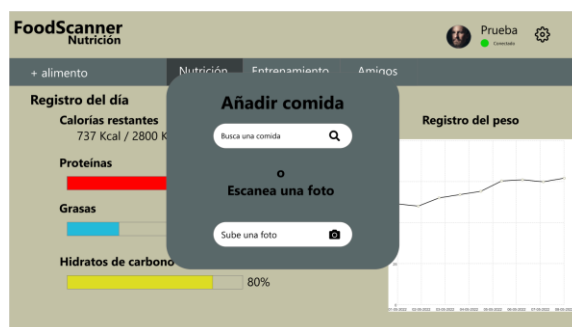 FoodScanner
Nutrición
Prueba
Conectado
+ alimento
Nutrición
Entrenamiento
Amigos
Registro del día
Calorías restantes
737 Kcal / 2800 K
Proteínas
Grasas
Hidratos de carbono
80%
Añadir comida
Busca una comida
o
Escanea una foto
Sube una foto
Registro del peso